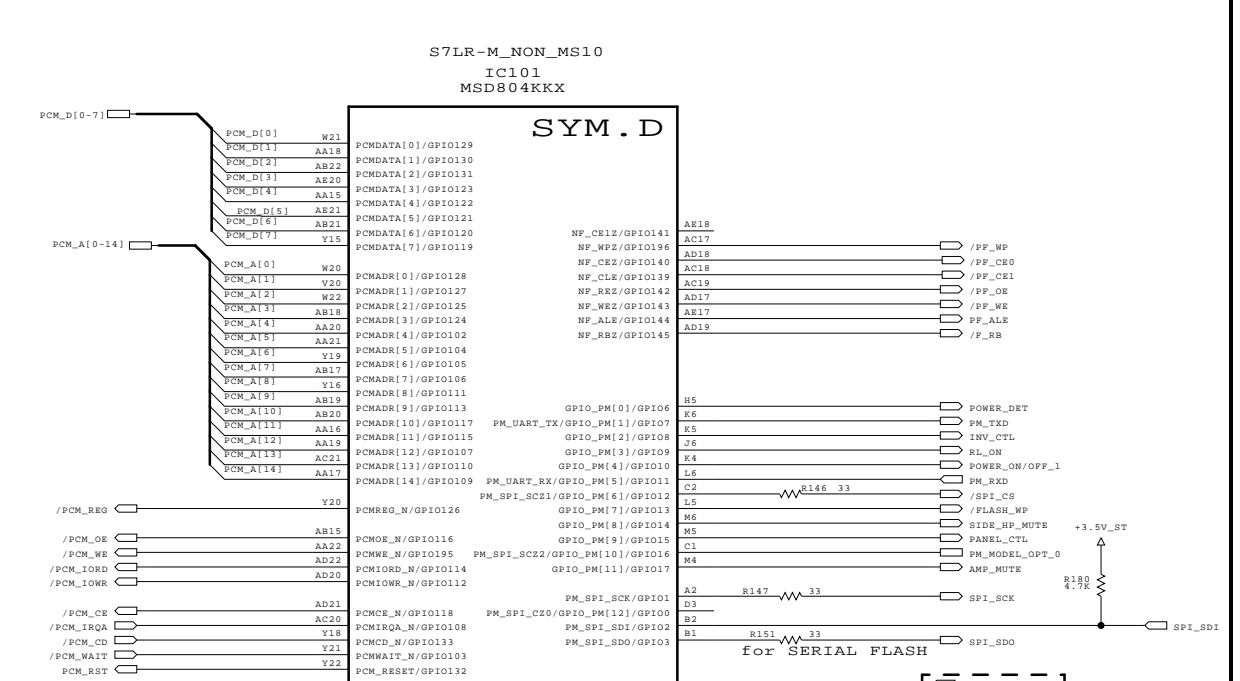 S7LR-M_NON_MS10
IC101
MSD804KKX
SYM.D
PCM_D[0-7]
PCM_D[0] W21 PCMDATA[0]/GPIO129
PCM_D[1] AA18 PCMDATA[1]/GPIO130
PCM_D[2] AB22 PCMDATA[2]/GPIO131
PCM_D[3] AE20 PCMDATA[3]/GPIO123
PCM_D[4] AA15 PCMDATA[4]/GPIO122
PCM_D[5] AE21 PCMDATA[5]/GPIO121
PCM_D[6] AB21 PCMDATA[6]/GPIO120
PCM_D[7] Y15 PCMDATA[7]/GPIO119
PCM_A[0-14]
PCM_A[0] W20 PCMADR[0]/GPIO128
PCM_A[1] V20 PCMADR[1]/GPIO127
PCM_A[2] W22 PCMADR[2]/GPIO125
PCM_A[3] AB18 PCMADR[3]/GPIO124
PCM_A[4] AA20 PCMADR[4]/GPIO102
PCM_A[5] AA21 PCMADR[5]/GPIO104
PCM_A[6] Y19 PCMADR[6]/GPIO105
PCM_A[7] AB17 PCMADR[7]/GPIO106
PCM_A[8] Y16 PCMADR[8]/GPIO111
PCM_A[9] AB19 PCMADR[9]/GPIO113
PCM_A[10] AB20 PCMADR[10]/GPIO117
PCM_A[11] AA16 PCMADR[11]/GPIO115
PCM_A[12] AA19 PCMADR[12]/GPIO107
PCM_A[13] AC21 PCMADR[13]/GPIO110
PCM_A[14] AA17 PCMADR[14]/GPIO109
/PCM_REG Y20 PCMREG_N/GPIO126
/PCM_OE AB15 PCMOE_N/GPIO116
/PCM_WE AA22 PCMWE_N/GPIO195
/PCM_IORD AD22 PCMIORD_N/GPIO114
/PCM_IOWR AD20 PCMIOWR_N/GPIO112
/PCM_CE AD21 PCMCE_N/GPIO118
/PCM_IRQA AC20 PCMIRQA_N/GPIO108
/PCM_CD Y18 PCMCD_N/GPIO133
/PCM_WAIT Y21 PCMWAIT_N/GPIO103
PCM_RST Y22 PCM_RESET/GPIO132
NF_CE1Z/GPIO141 AE18
NF_WPZ/GPIO196 AC17 /PF_WP
NF_CEZ/GPIO140 AD18 /PF_CE0
NF_CLE/GPIO139 AC18 /PF_CE1
NF_REZ/GPIO142 AC19 /PF_OE
NF_WEZ/GPIO143 AD17 /PF_WE
NF_ALE/GPIO144 AE17 PF_ALE
NF_RBZ/GPIO145 AD19 /F_RB
GPIO_PM[0]/GPIO6 H5 POWER_DET
PM_UART_TX/GPIO_PM[1]/GPIO7 K6 PM_TXD
GPIO_PM[2]/GPIO8 K5 INV_CTL
GPIO_PM[3]/GPIO9 J6 RL_ON
GPIO_PM[4]/GPIO10 K4 POWER_ON/OFF_1
PM_UART_RX/GPIO_PM[5]/GPIO11 L6 PM_RXD
PM_SPI_SCZ1/GPIO_PM[6]/GPIO12 C2 R146 33 /SPI_CS
GPIO_PM[7]/GPIO13 L5 /FLASH_WP
GPIO_PM[8]/GPIO14 M6 SIDE_HP_MUTE
GPIO_PM[9]/GPIO15 M5 PANEL_CTL
PM_SPI_SCZ2/GPIO_PM[10]/GPIO16 C1 PM_MODEL_OPT_0
GPIO_PM[11]/GPIO17 M4 AMP_MUTE
+3.5V_ST
R180
4.7K
PM_SPI_SCK/GPIO1 A2 R147 33 SPI_SCK
PM_SPI_CZ0/GPIO_PM[12]/GPIO0 D3
PM_SPI_SDI/GPIO2 B2 SPI_SDI
PM_SPI_SDO/GPIO3 B1 R151 33 SPI_SDO
for SERIAL FLASH